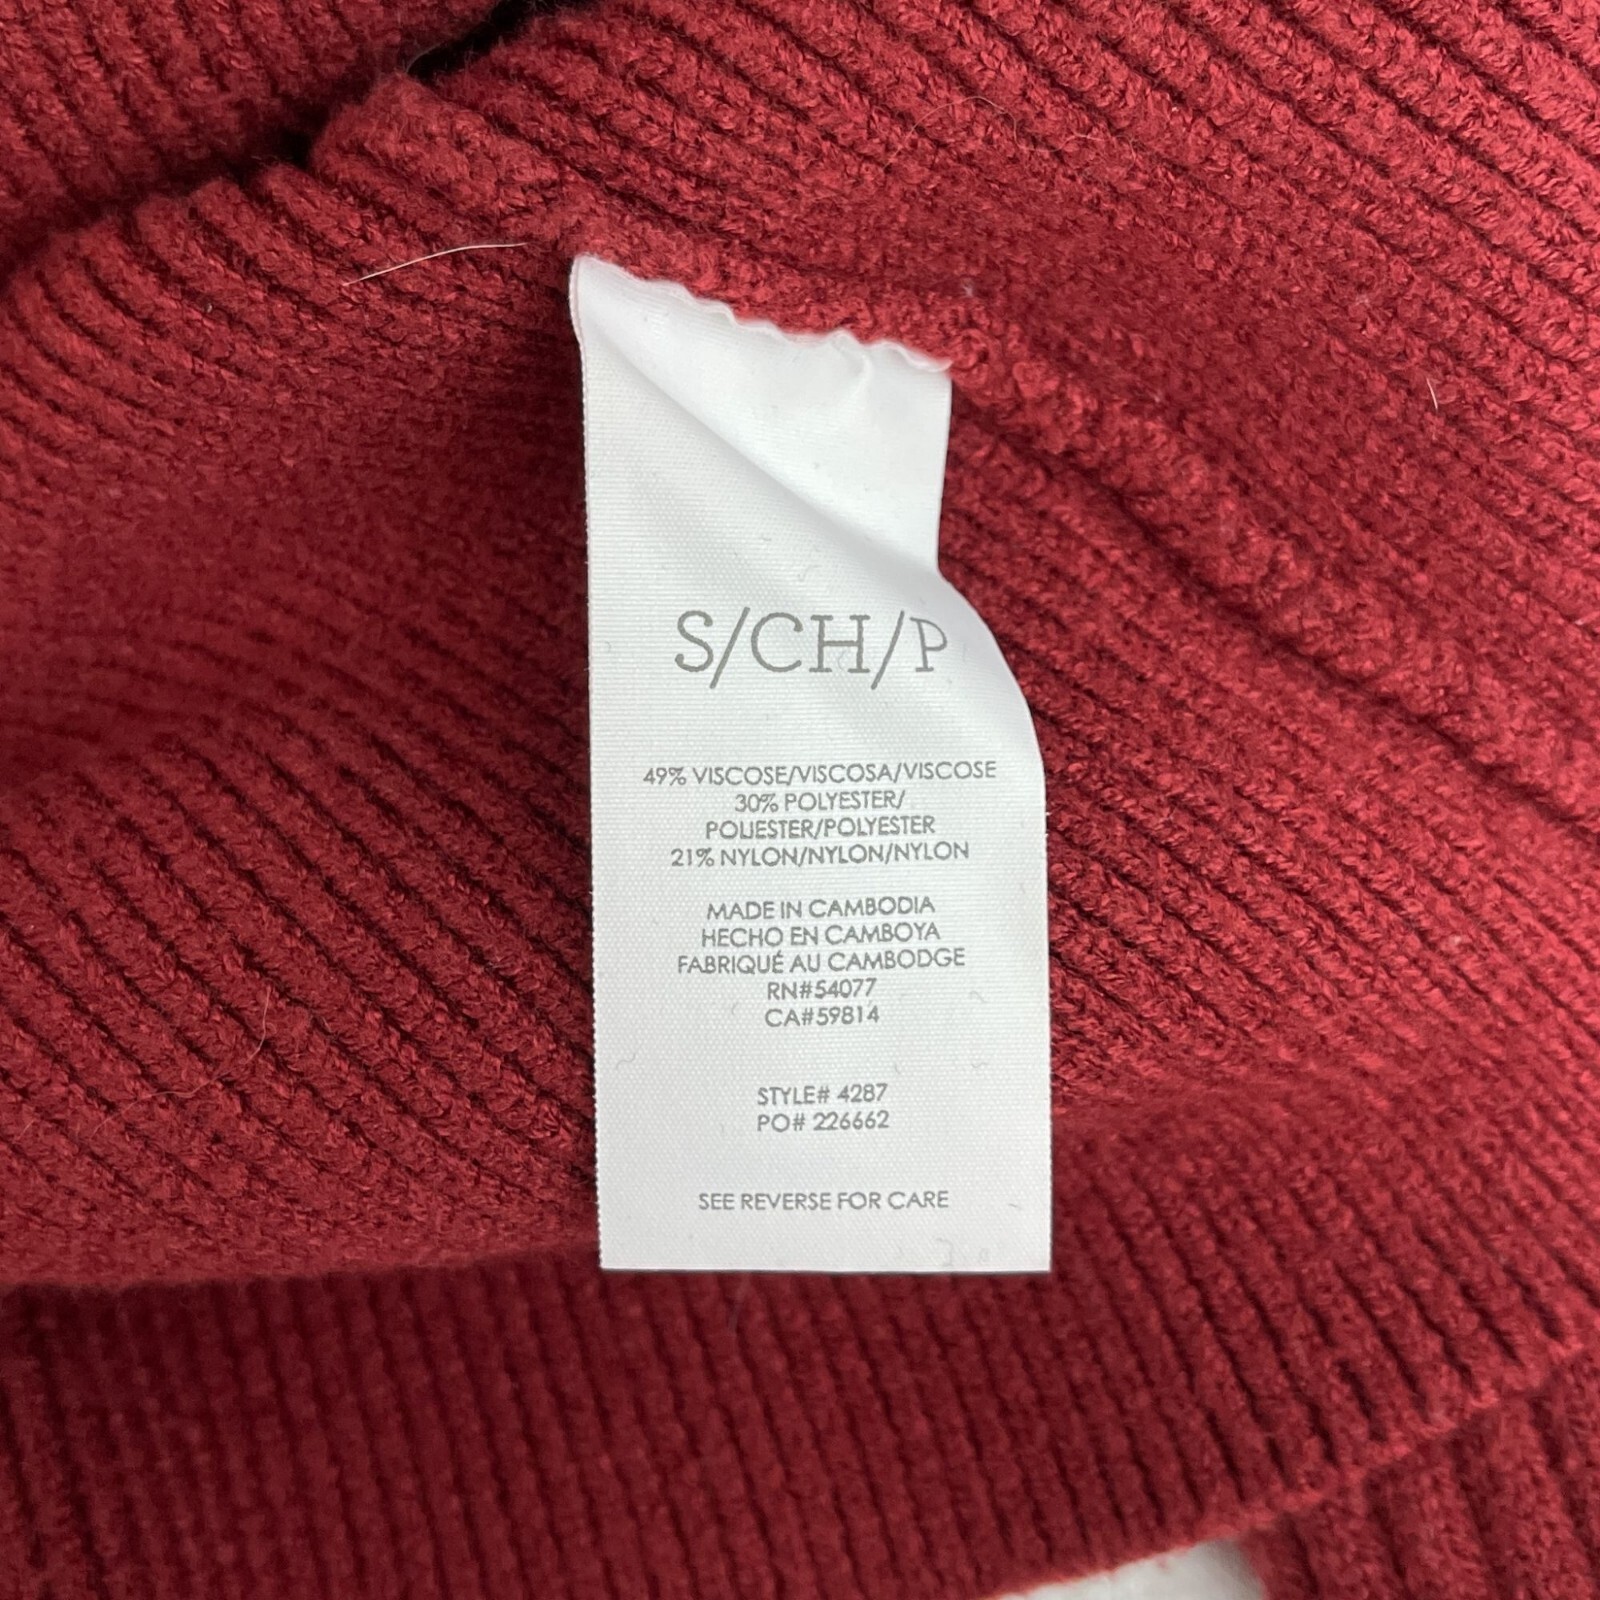 S/CH/P
49% VISCOSE/VISCOSA/VISCOSE
30% POLYESTER/
POLIESTER/POLYESTER
21% NYLON/NYLON/NYLON
MADE IN CAMBODIA
HECHO EN CAMBOYA
FABRIQUÉ AU CAMBODGE
RN#54077
CA#59814
STYLE# 4287
PO# 226662
SEE REVERSE FOR CARE